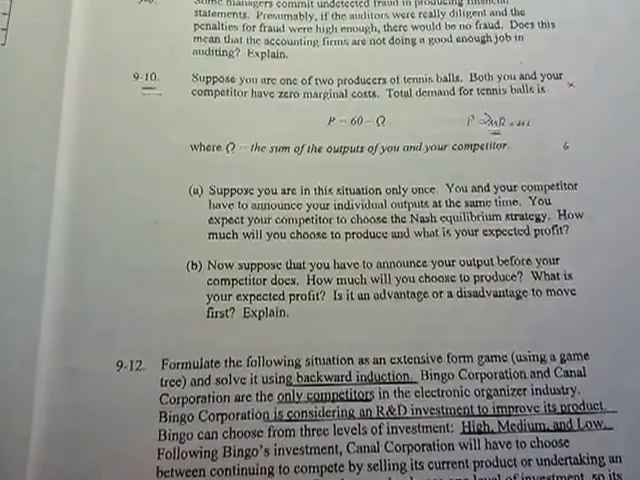 Some managers commit undetected fraud in producing financial
statements. Presumably, if the auditors were really diligent and the
penalties for fraud were high enough, there would be no fraud. Does this
mean that the accounting firms are not doing a good enough job in
auditing? Explain.
9-10. Suppose you are one of two producers of tennis balls. Both you and your
competitor have zero marginal costs. Total demand for tennis balls is
P = 60 – Q
where Q = the sum of the outputs of you and your competitor.
(a) Suppose you are in this situation only once. You and your competitor
have to announce your individual outputs at the same time. You
expect your competitor to choose the Nash equilibrium strategy. How
much will you choose to produce and what is your expected profit?
(b) Now suppose that you have to announce your output before your
competitor does. How much will you choose to produce? What is
your expected profit? Is it an advantage or a disadvantage to move
first? Explain.
9-12. Formulate the following situation as an extensive form game (using a game
tree) and solve it using backward induction. Bingo Corporation and Canal
Corporation are the only competitors in the electronic organizer industry.
Bingo Corporation is considering an R&D investment to improve its product.
Bingo can choose from three levels of investment: High, Medium, and Low.
Following Bingo's investment, Canal Corporation will have to choose
between continuing to compete by selling its current product or undertaking an
level of investment, so its